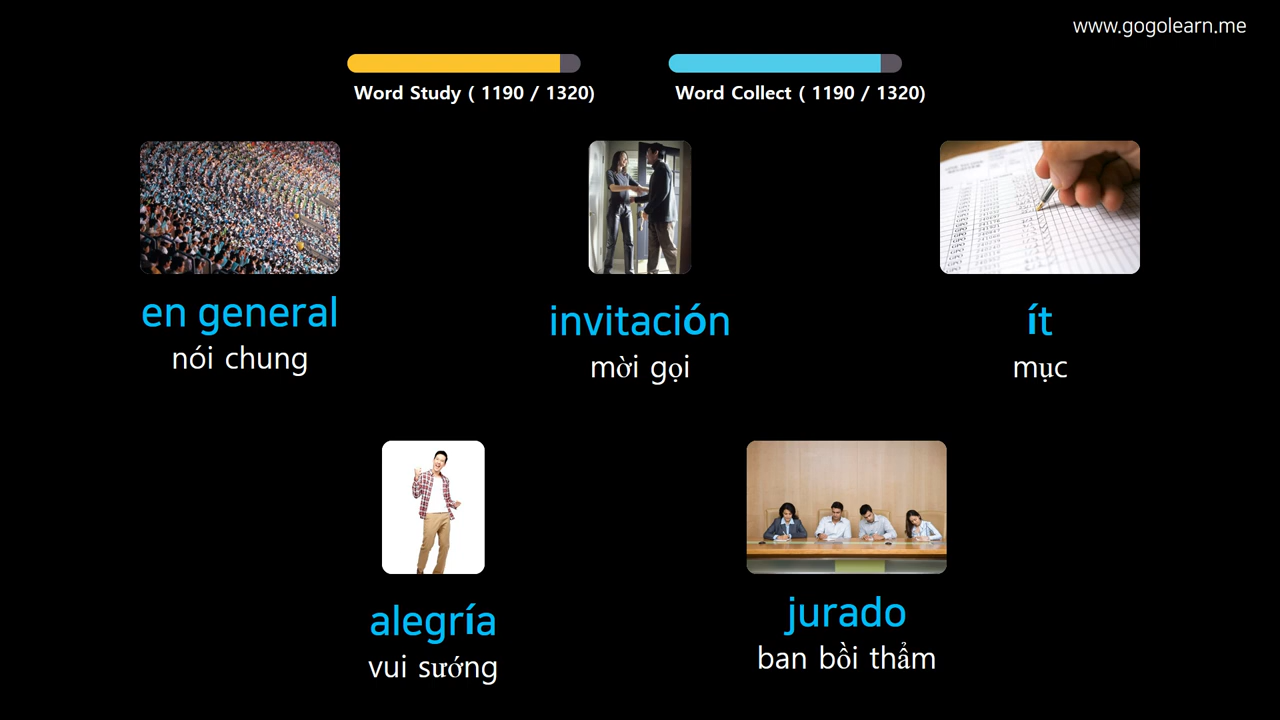 www.gogolearn.me
Word Study ( 1190 / 1320)
Word Collect ( 1190 / 1320)
en general
nói chung
invitación
mời gọi
ít
mục
alegría
vui sướng
jurado
ban bồi thẩm